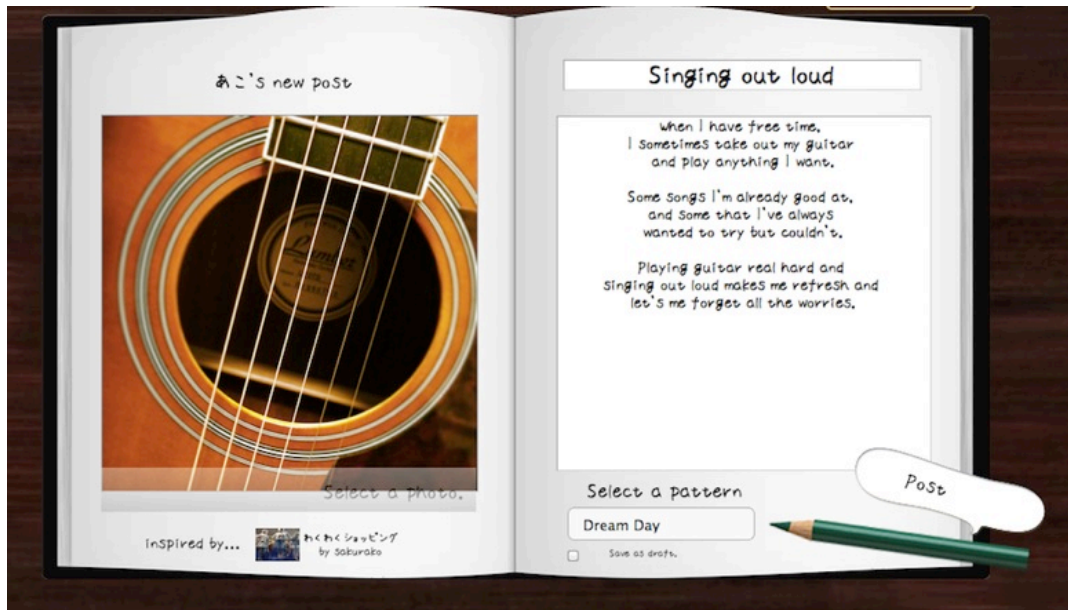 あこ's new post
Select a photo.
inspired by...
わくわくショッピング
by sakurako
Singing out loud
When I have free time,
I sometimes take out my guitar
and play anything I want.
Some songs I'm already good at,
and some that I've always
wanted to try but couldn't.
Playing guitar real hard and
singing out loud makes me refresh and
let's me forget all the worries.
Select a pattern
Dream Day
Save as draft.
Post